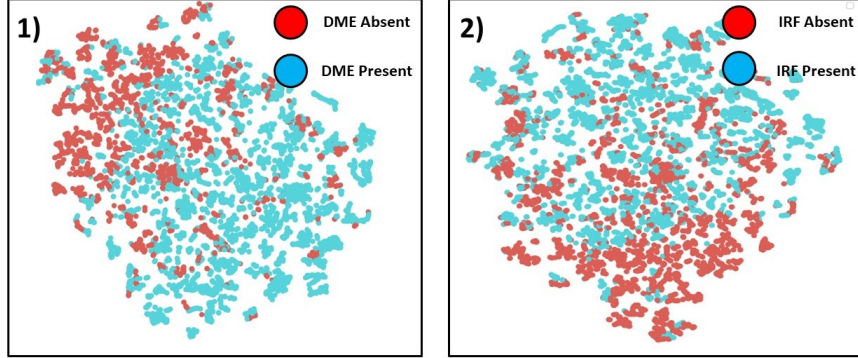 1)
DME Absent
DME Present
2)
IRF Absent
IRF Present